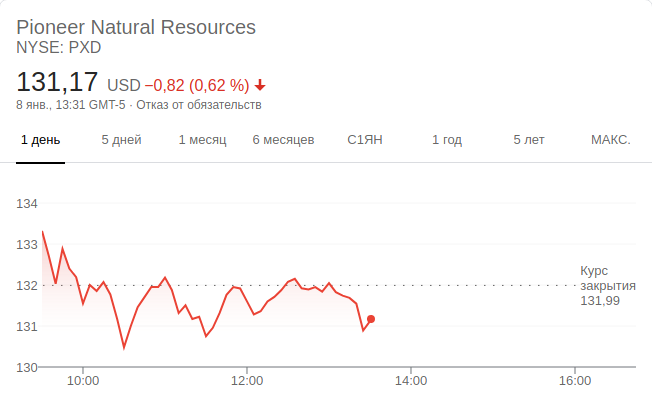 Pioneer Natural Resources
NYSE: PXD
131,17 USD −0,82 (0,62 %)
8 янв., 13:31 GMT-5 · Отказ от обязательств
1 день 5 дней 1 месяц 6 месяцев С1ЯН 1 год 5 лет МАКС.
134
133
132
131
130
Курс
закрытия
131,99
10:00 12:00 14:00 16:00